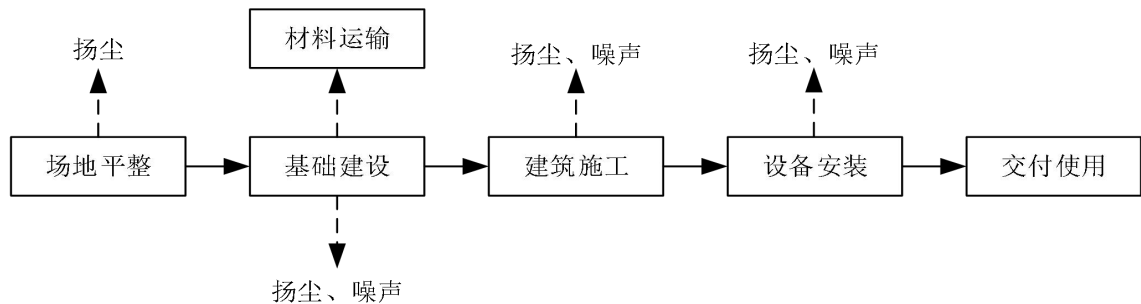 材料运输
扬尘
扬尘、噪声
扬尘、噪声
场地平整
基础建设
建筑施工
设备安装
交付使用
扬尘、噪声